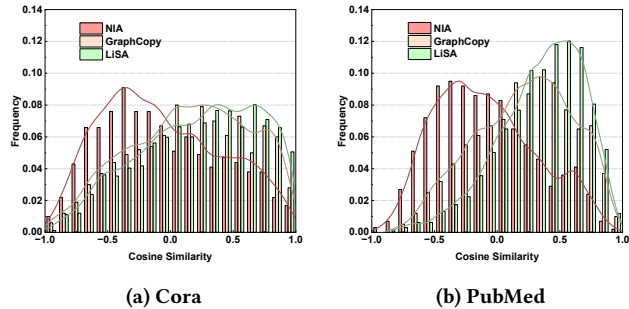 0.14
0.12
0.10
0.08
0.06
0.04
0.02
0.00
Frequency
NIA
GraphCopy
LiSA
−1.0 −0.5 0.0 0.5 1.0
Cosine Similarity
(a) Cora
0.14
0.12
0.10
0.08
0.06
0.04
0.02
0.00
Frequency
NIA
GraphCopy
LiSA
−1.0 −0.5 0.0 0.5 1.0
Cosine Similarity
(b) PubMed